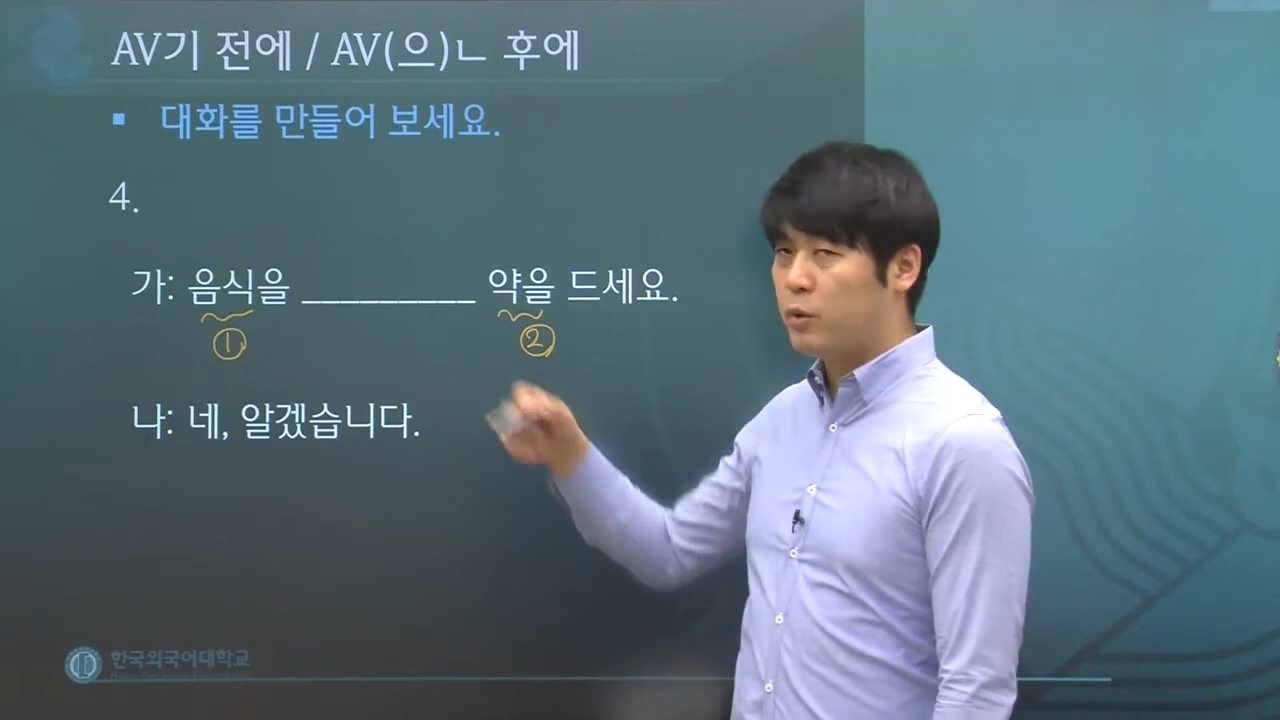 AV기 전에 / AV(으)ㄴ 후에
▪ 대화를 만들어 보세요.
4.
가: 음식을 __________ 약을 드세요.
① ②
나: 네, 알겠습니다.
한국외국어대학교